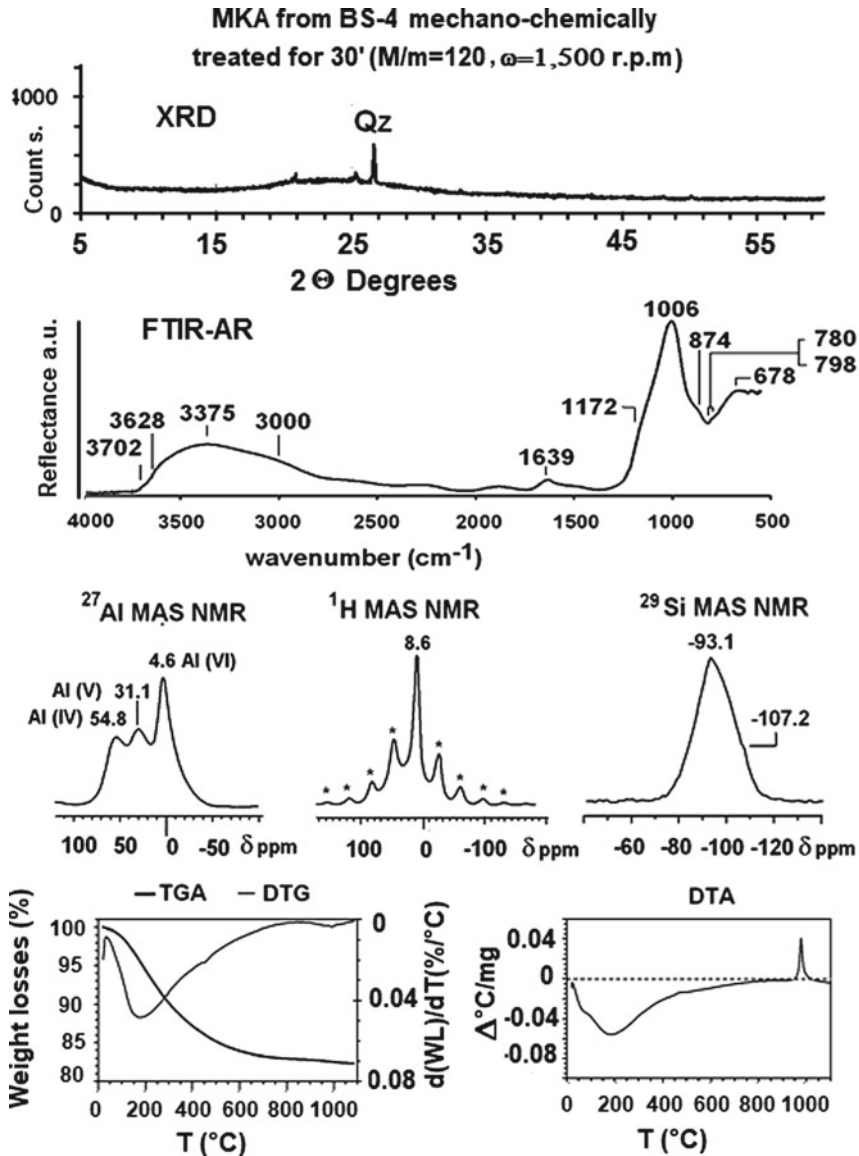 MKA from BS-4 mechano-chemically
treated for 30' (M/m=120, ω=1,500 r.p.m)
XRD
Qz
Count s.
4000
0
5 15 25 35 45 55
2 Θ Degrees
FTIR-AR
Reflectance a.u.
3702
3628
3375
3000
1639
1172
1006
874
780
798
678
4000 3500 3000 2500 2000 1500 1000 500
wavenumber (cm-1)
27Al MAS NMR
4.6 Al (VI)
Al (V) 31.1
Al (IV) 54.8
100 50 0 -50 δ ppm
1H MAS NMR
8.6
* * * * * * * *
100 0 -100 δ ppm
29Si MAS NMR
-93.1
-107.2
-60 -80 -100 -120 δ ppm
TGA DTG
Weight losses (%)
100
95
90
85
80
0
0.04
0.08
d(WL)/dT(%/°C)
0 200 400 600 800 1000
T (°C)
DTA
Δ°C/mg
0.04
0
-0.04
-0.08
0 200 400 600 800 1000
T (°C)